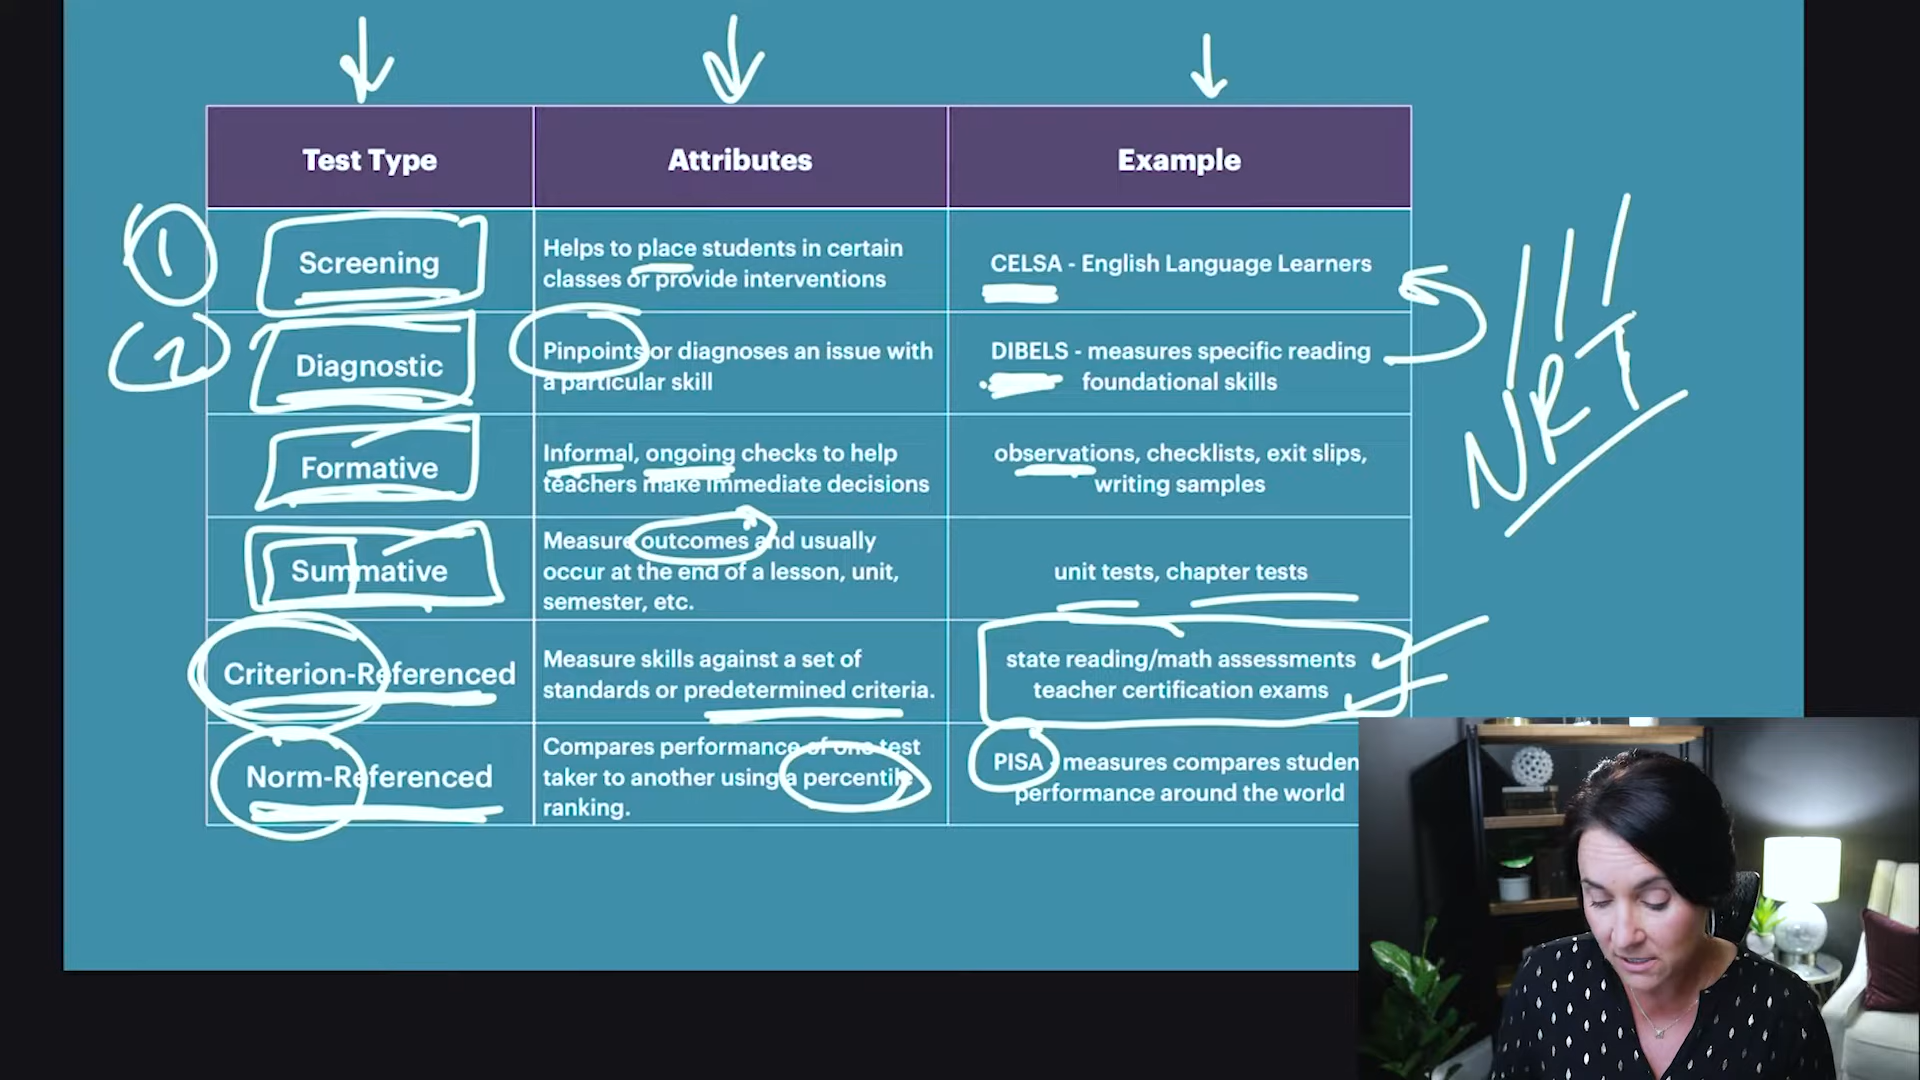 Test Type
Attributes
Example
1
Screening
Helps to place students in certain
classes or provide interventions
CELSA - English Language Learners
2
Diagnostic
Pinpoints or diagnoses an issue with
a particular skill
DIBELS - measures specific reading
foundational skills
NRT
Formative
Informal, ongoing checks to help
teachers make immediate decisions
observations, checklists, exit slips,
writing samples
Summative
Measure outcomes and usually
occur at the end of a lesson, unit,
semester, etc.
unit tests, chapter tests
Criterion-Referenced
Measure skills against a set of
standards or predetermined criteria.
state reading/math assessments
teacher certification exams
Norm-Referenced
Compares performance of one test
taker to another using a percentile
ranking.
PISA - measures compares studen
performance around the world